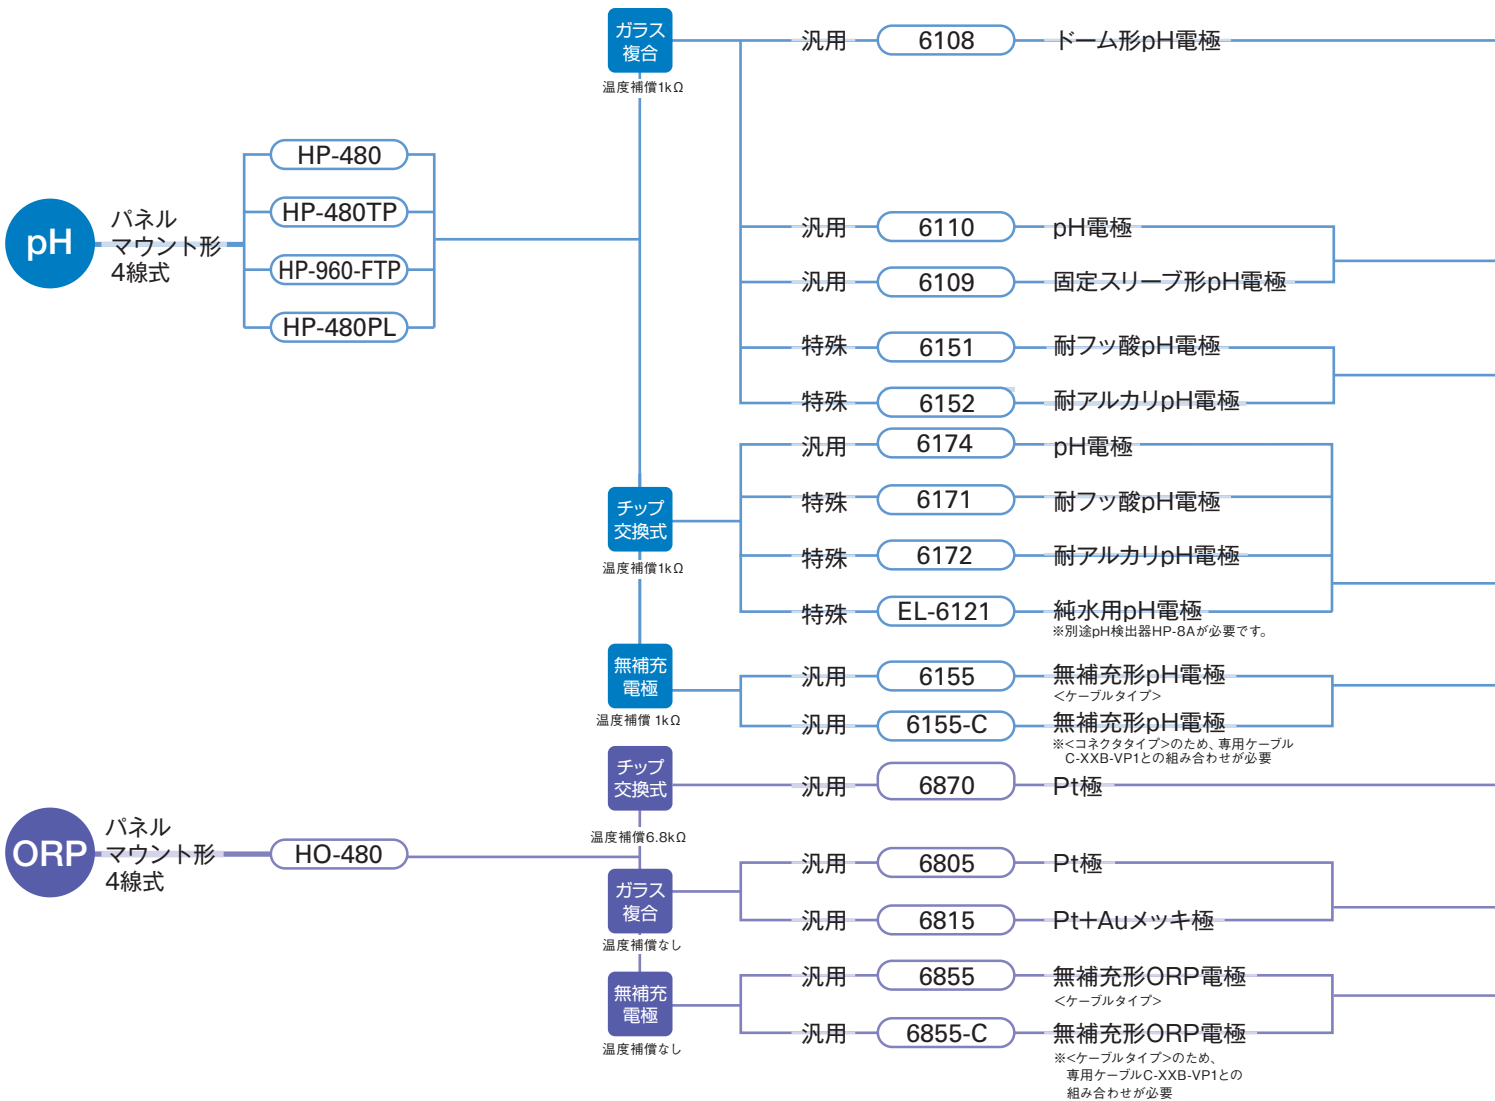 pH
パネル
マウント形
4線式
HP-480
HP-480TP
HP-960-FTP
HP-480PL
ガラス
複合
温度補償1kΩ
汎用 6108 ドーム形pH電極
汎用 6110 pH電極
汎用 6109 固定スリーブ形pH電極
特殊 6151 耐フッ酸pH電極
特殊 6152 耐アルカリpH電極
チップ
交換式
温度補償1kΩ
汎用 6174 pH電極
特殊 6171 耐フッ酸pH電極
特殊 6172 耐アルカリpH電極
特殊 EL-6121 純水用pH電極
※別途pH検出器HP-8Aが必要です。
無補充
電極
温度補償 1kΩ
汎用 6155 無補充形pH電極
<ケーブルタイプ>
汎用 6155-C 無補充形pH電極
※<コネクタタイプ>のため、専用ケーブル
C-XXB-VP1との組み合わせが必要
ORP
パネル
マウント形
4線式
HO-480
チップ
交換式
温度補償6.8kΩ
汎用 6870 Pt極
ガラス
複合
温度補償なし
汎用 6805 Pt極
汎用 6815 Pt+Auメッキ極
無補充
電極
温度補償なし
汎用 6855 無補充形ORP電極
<ケーブルタイプ>
汎用 6855-C 無補充形ORP電極
※<ケーブルタイプ>のため、
専用ケーブルC-XXB-VP1との
組み合わせが必要